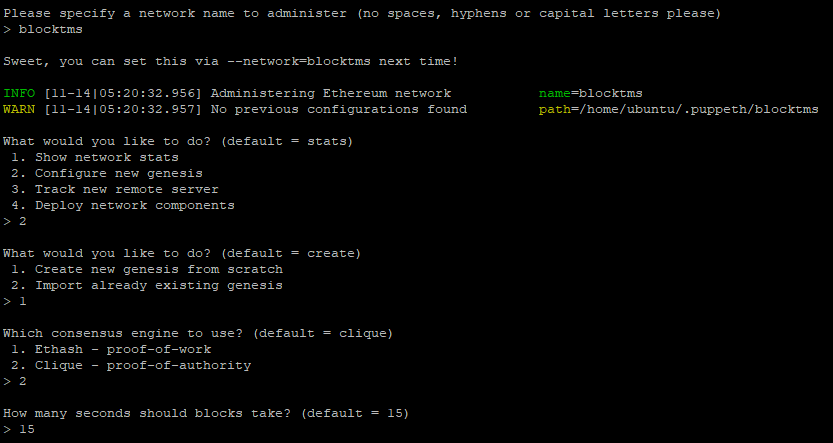 Please specify a network name to administer (no spaces, hyphens or capital letters please)
> blocktms
Sweet, you can set this via --network=blocktms next time!
INFO [11-14|05:20:32.956] Administering Ethereum network name=blocktms
WARN [11-14|05:20:32.957] No previous configurations found path=/home/ubuntu/.puppeth/blocktms
What would you like to do? (default = stats)
1. Show network stats
2. Configure new genesis
3. Track new remote server
4. Deploy network components
> 2
What would you like to do? (default = create)
1. Create new genesis from scratch
2. Import already existing genesis
> 1
Which consensus engine to use? (default = clique)
1. Ethash - proof-of-work
2. Clique - proof-of-authority
> 2
How many seconds should blocks take? (default = 15)
> 15